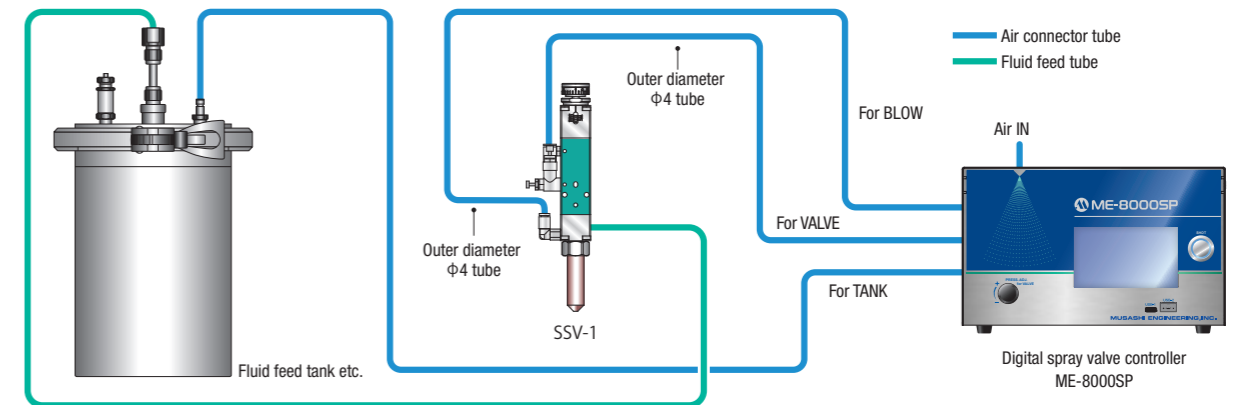 Air connector tube
Fluid feed tube
Outer diameter
Φ4 tube
For BLOW
Air IN
ME-8000SP
SHOT
For VALVE
Outer diameter
Φ4 tube
For TANK
MUSASHI ENGINEERING,INC.
SSV-1
Fluid feed tank etc.
Digital spray valve controller
ME-8000SP